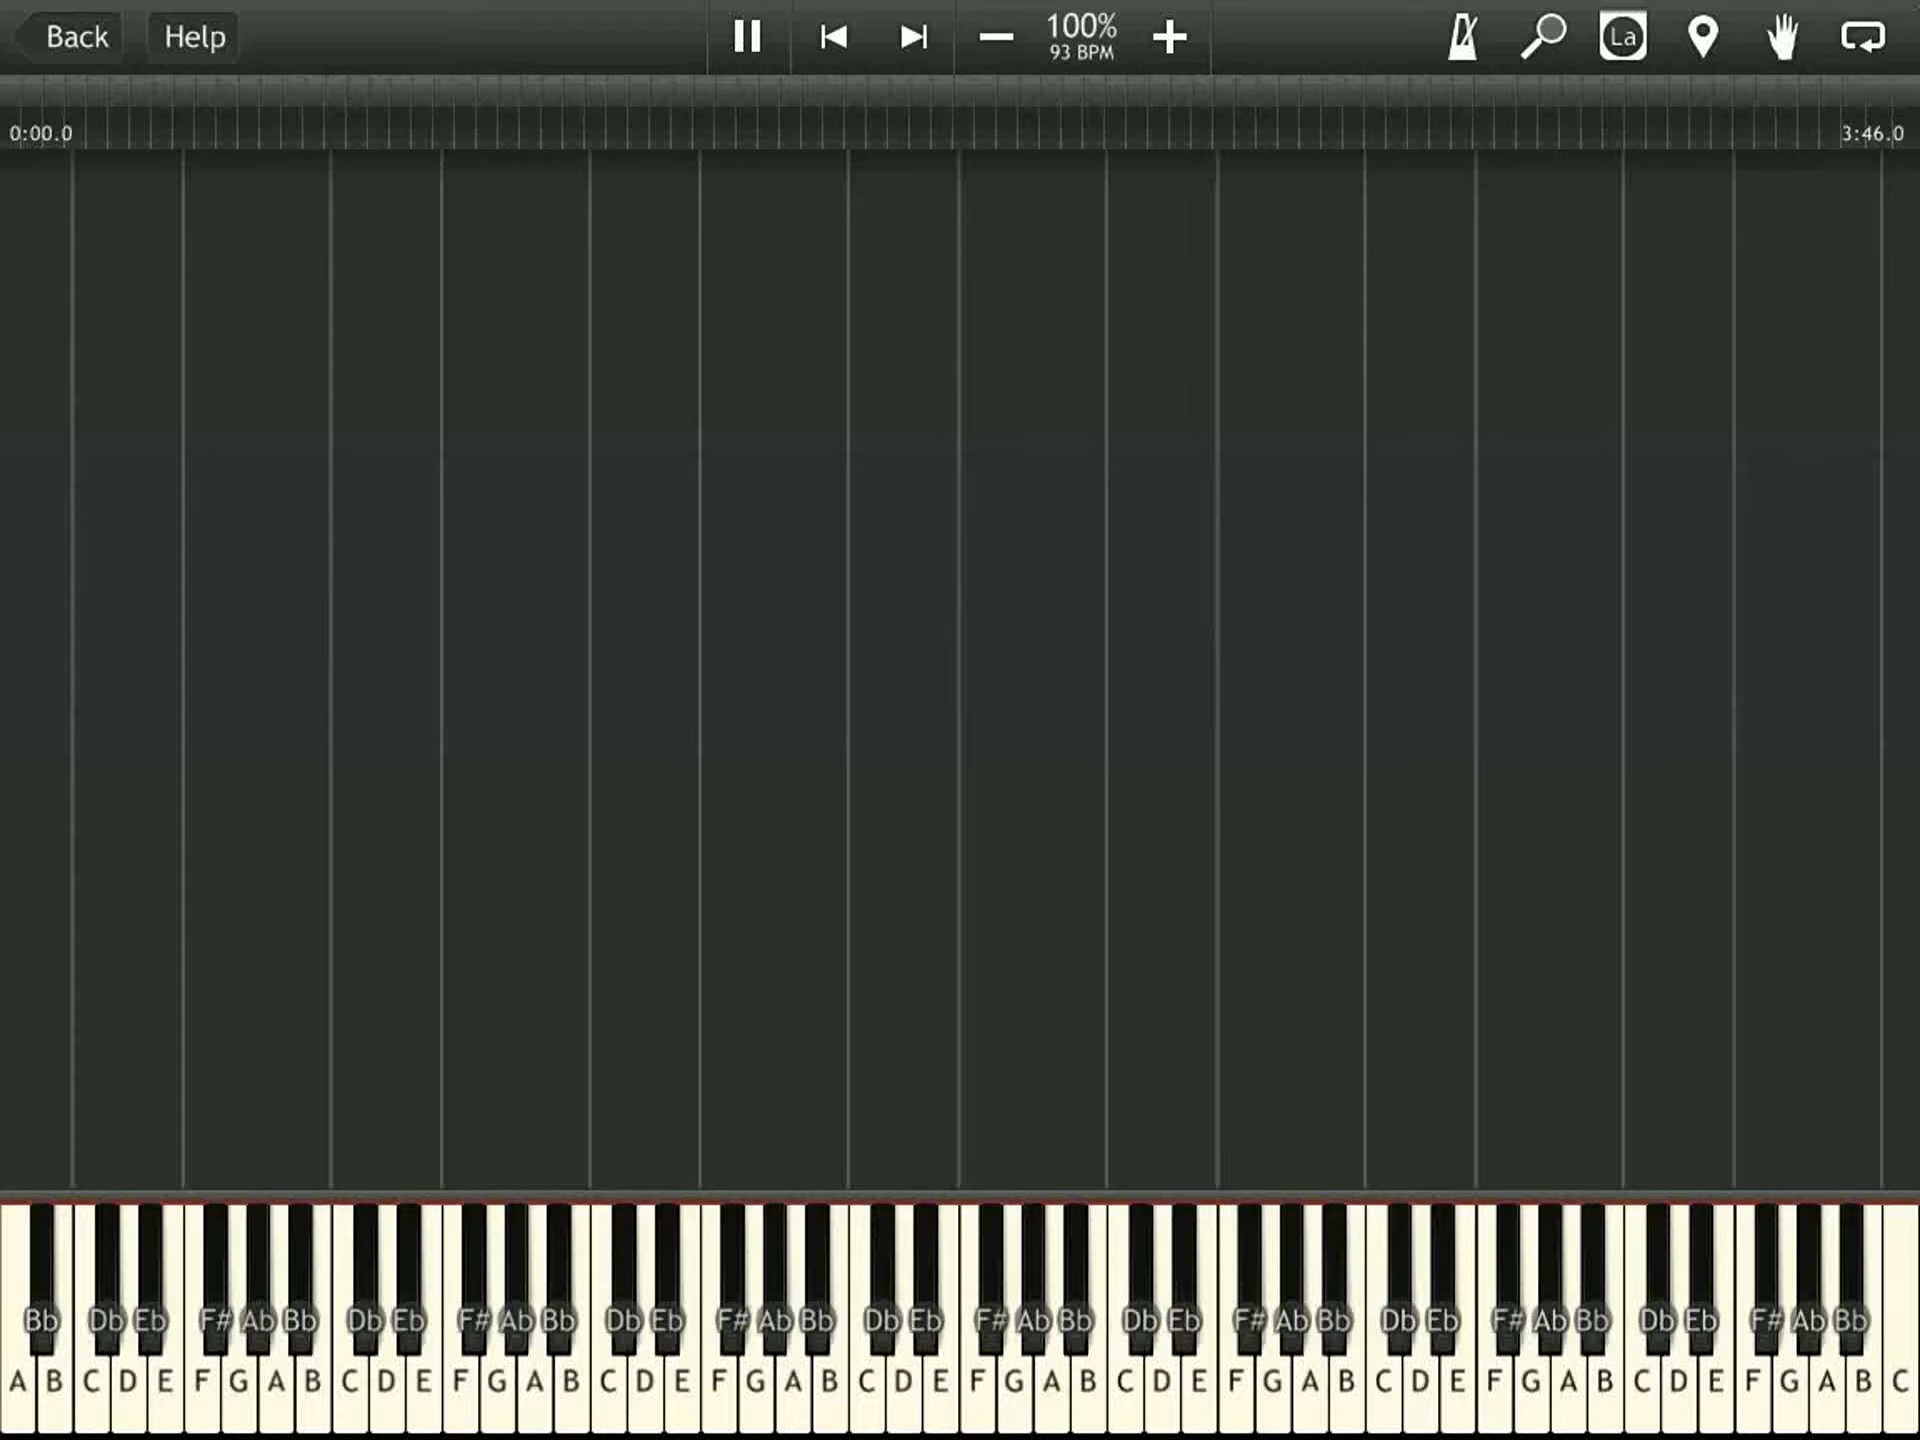 Back Help 100% La
93 BPM
0:00.0 3:46.0
Bb Db Eb F# Ab Bb Db Eb F# Ab Bb Db Eb F# Ab Bb Db Eb F# Ab Bb Db Eb F# Ab Bb Db Eb F# Ab Bb Db Eb F# Ab Bb
A B C D E F G A B C D E F G A B C D E F G A B C D E F G A B C D E F G A B C D E F G A B C D E F G A B C